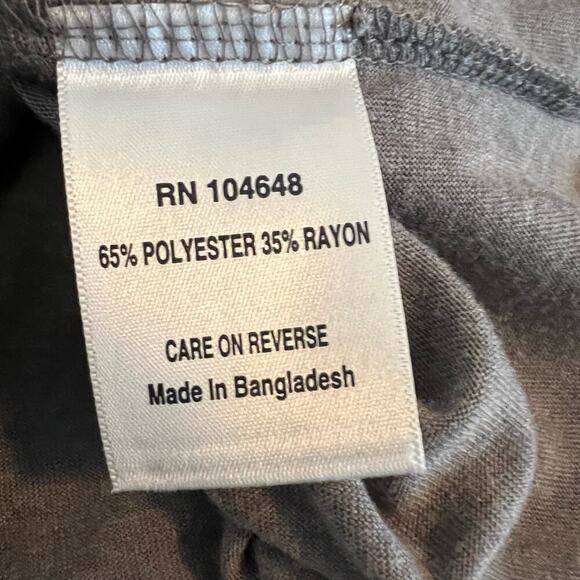 RN 104648
65% POLYESTER 35% RAYON
CARE ON REVERSE
Made In Bangladesh